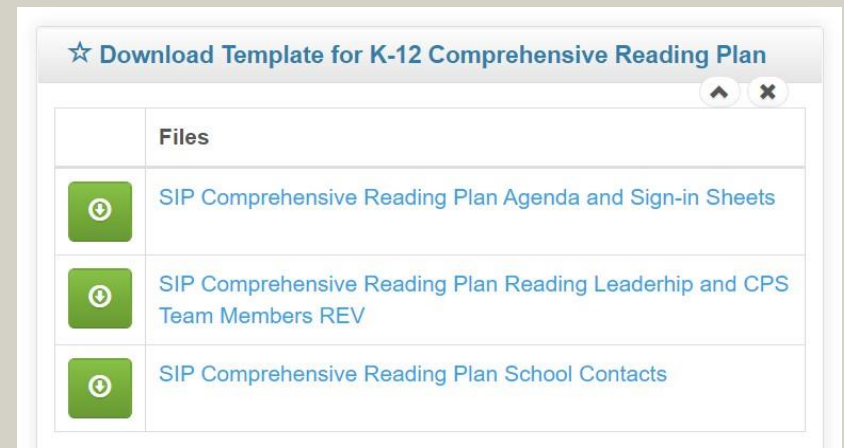 Download Template for K-12 Comprehensive Reading Plan
Files
SIP Comprehensive Reading Plan Agenda and Sign-in Sheets
SIP Comprehensive Reading Plan Reading Leaderhip and CPS
Team Members REV
SIP Comprehensive Reading Plan School Contacts